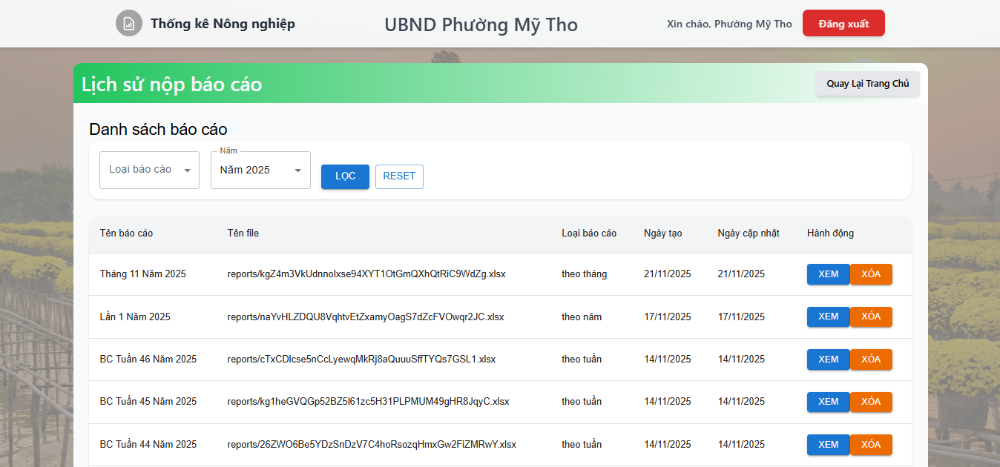 Thống kê Nông nghiệp UBND Phường Mỹ Tho Xin chào, Phường Mỹ Tho Đăng xuất
Lịch sử nộp báo cáo Quay Lại Trang Chủ
Danh sách báo cáo
Loại báo cáo Năm Năm 2025 LỌC RESET
Tên báo cáo Tên file Loại báo cáo Ngày tạo Ngày cập nhật Hành động
Tháng 11 Năm 2025 reports/kgZ4m3VkUdnnolxse94XYT1OtGmQXhQtRiC9WdZg.xlsx theo tháng 21/11/2025 21/11/2025 XEM XÓA
Lần 1 Năm 2025 reports/naYvHLZDQU8VqhtvEtZxamyOagS7dZcFVOwqr2JC.xlsx theo năm 17/11/2025 17/11/2025 XEM XÓA
BC Tuần 46 Năm 2025 reports/cTxCDIcse5nCcLyewqMkRj8aQuuuSffTYQs7GSL1.xlsx theo tuần 14/11/2025 14/11/2025 XEM XÓA
BC Tuần 45 Năm 2025 reports/kg1heGVQGp52BZ5l61zc5H31PLPMUM49gHR8JqyC.xlsx theo tuần 14/11/2025 14/11/2025 XEM XÓA
BC Tuần 44 Năm 2025 reports/26ZWO6Be5YDzSnDzV7C4hoRsozqHmxGw2FiZMRwY.xlsx theo tuần 14/11/2025 14/11/2025 XEM XÓA